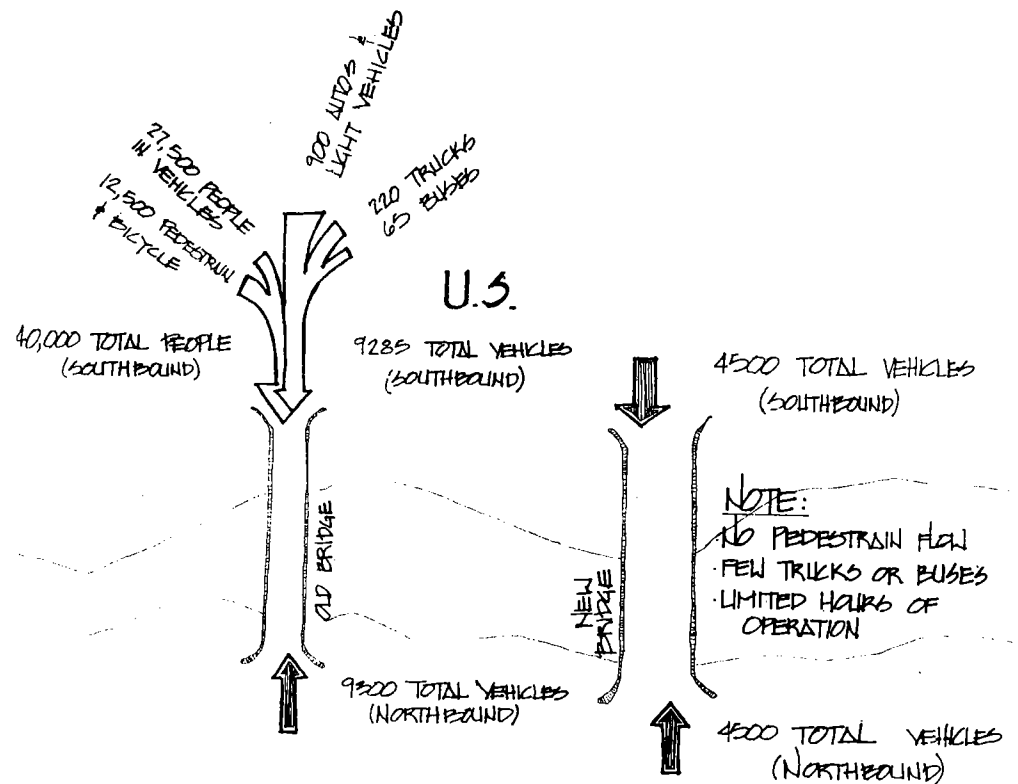 900 AUTOS &
LIGHT VEHICLES
27,500 PEOPLE
IN VEHICLES
12,500 PEDESTRIAN
& BICYCLE
220 TRUCKS
65 BUSES
U.S.
40,000 TOTAL PEOPLE
(SOUTHBOUND)
9285 TOTAL VEHICLES
(SOUTHBOUND)
4500 TOTAL VEHICLES
(SOUTHBOUND)
OLD BRIDGE
NEW
BRIDGE
NOTE:
· NO PEDESTRAIN FLOW
· FEW TRUCKS OR BUSES
· LIMITED HOURS OF
OPERATION
9300 TOTAL VEHICLES
(NORTHBOUND)
4500 TOTAL VEHICLES
(NORTHBOUND)